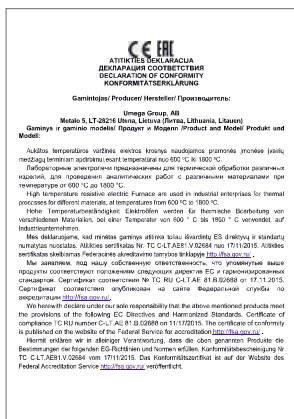 CE EAC
ATITIKTIES DEKLARACIJA
ДЕКЛАРАЦИЯ СООТВЕТСТВИЯ
DECLARATION OF CONFORMITY
KONFORMITÄTSERKLÄRUNG
Gamintojas/ Producer/ Hersteller/ Производитель:
Umega Group, AB
Metalo 5, LT-28216 Utena, Lietuva (Литва, Lithuania, Litauen)
Gaminys ir gaminio modelis/ Продукт и Модели /Product and Model/ Produkt und
Modell:
Aukštos temperatūros varžinės elektros krosnys naudojamos pramonės įmonėse įvairių
medžiagų terminiam apdirbimui, esant temperatūrai nuo 600 °C iki 1800 °C.
Лабораторные электропечи предназначены для термической обработки различных
изделий, для проведения аналитических работ с различными материалами при
температуре от 600 °C до 1800 °C.
High temperature resistive electric Furnace are used in industrial enterprises for thermal
processes for different materials, at temperatures from 600 °C to 1800 °C.
Hohe Temperaturbeständigkeit Elektroöfen werden für thermische Bearbeitung von
verschiedenen Materialien, bei einer Temperatur von 600 ° C bis 1800 ° C verwendet, auf
Industrieunternehmen.
Mes deklaruojame, kad minėtas gaminys atitinka toliau išvardintų ES direktyvų ir standartų
numatytas nuostatas. Atitikties sertifikatas Nr. TC C-LT.AE81.V.02684 nuo 17/11/2015. Atitikties
sertifikatas skelbiamas Federacinės akreditavimo tarnybos tinklapyje http://fsa.gov.ru/ .
Мы заявляем, под нашу собственную ответственность, что упомянутые выше
продукты соответствуют положениям следующих директив ЕС и гармонизированных
стандартов. Сертификат соответствия № TC RU C-LT.AE 81.B.02688 от 17.11.2015.
Сертификат соответствия опубликован на сайте Федеральной службы по
аккредитации http://fsa.gov.ru/.
We herewith declare under our sole responsibility that the above mentioned products meet
the provisions of the following EC Directives and Harmonized Standards. Certificate of
compliance TC RU number C-LT.AE 81.B.02688 on 11/17/2015. The certificate of conformity
is published on the website of the Federal Service for accreditation http://fsa.gov.ru/ .
Hiermit erklären wir in alleiniger Verantwortung, dass die oben genannten Produkte die
Bestimmungen der folgenden EG-Richtlinien und Normen erfüllen. Konformitätsbescheinigung Nr
TC C-LT.AE81.V.02684 vom 17/11/2015. Das Konformitätszertifikat ist auf der Website des
Federal Accreditation Service http://fsa.gov.ru/ veröffentlicht.